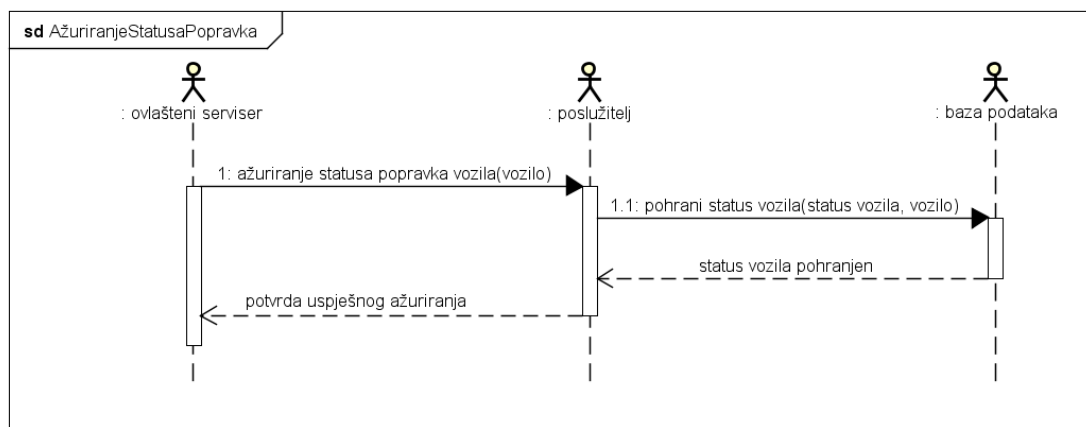 sd AžuriranjeStatusaPopravka
: ovlašteni serviser
: poslužitelj
: baza podataka
1: ažuriranje statusa popravka vozila(vozilo)
1.1: pohrani status vozila(status vozila, vozilo)
status vozila pohranjen
potvrda uspješnog ažuriranja